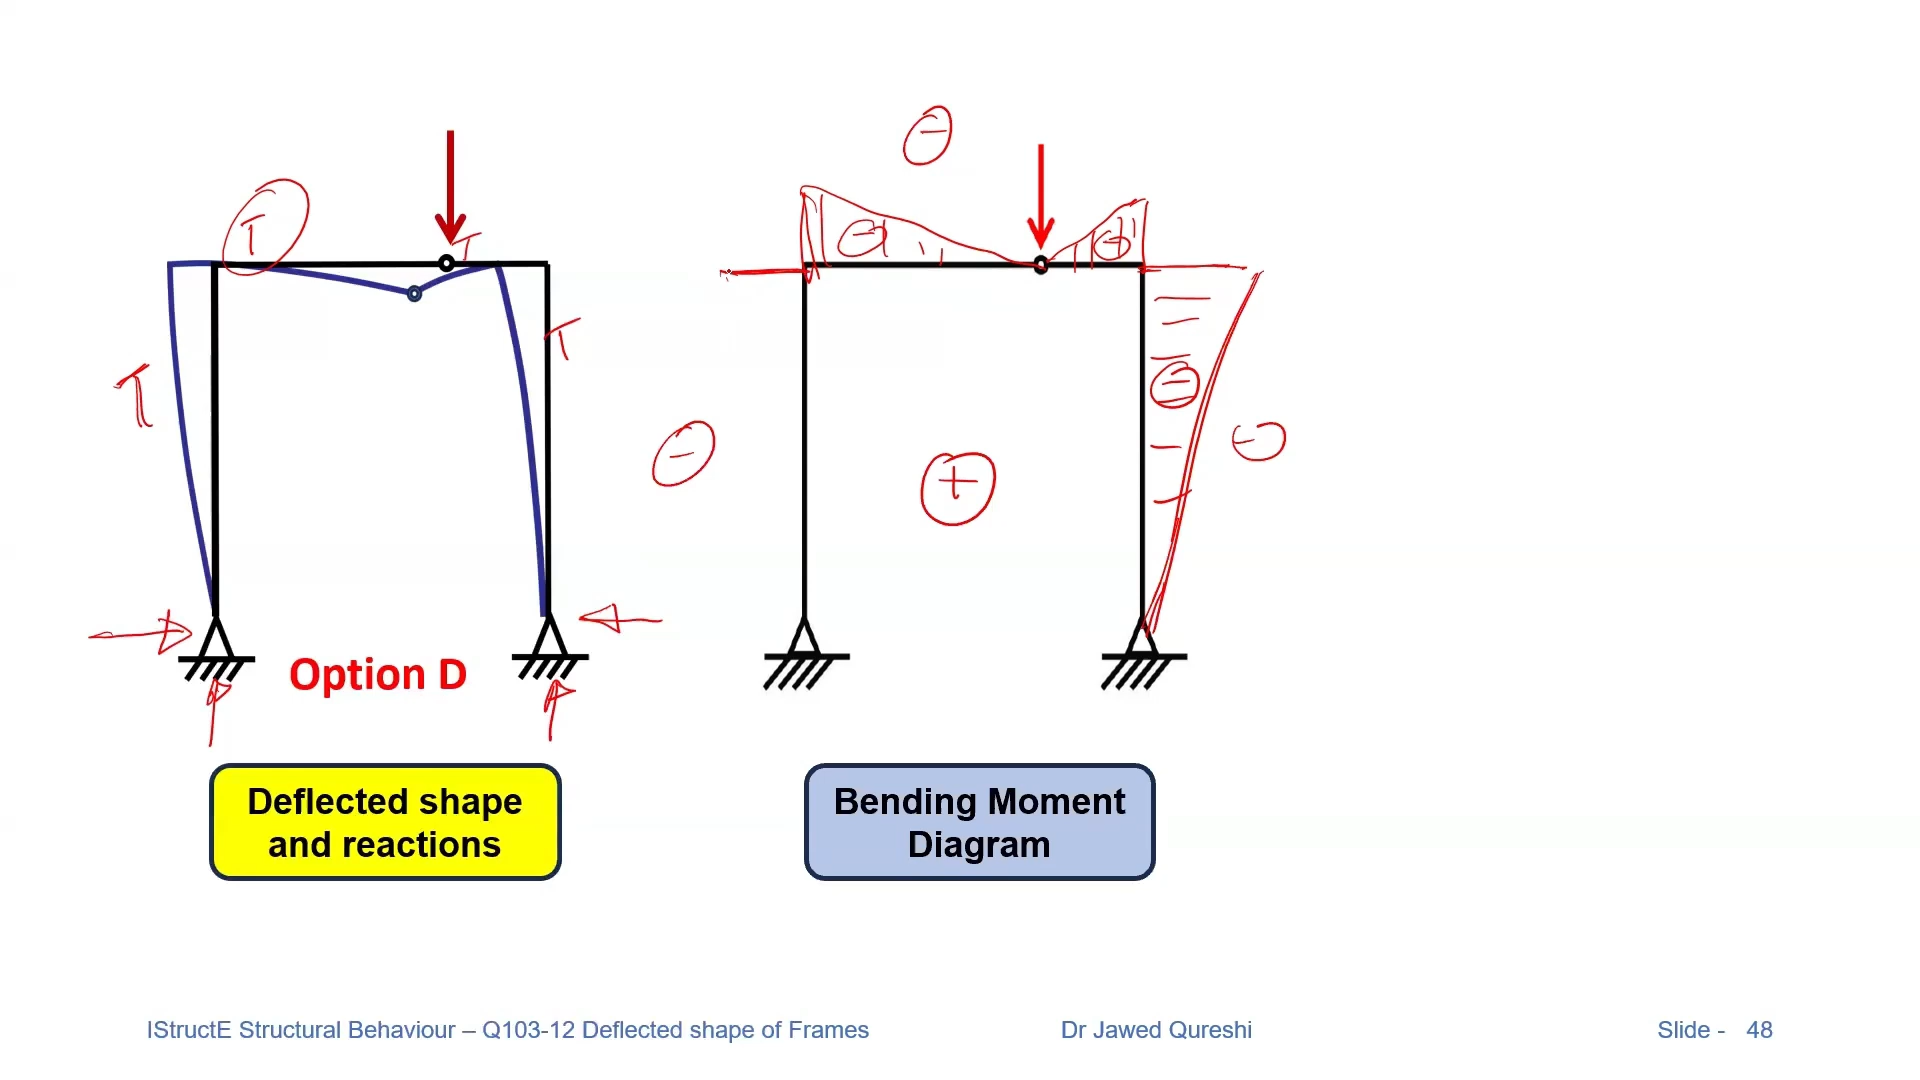 T
T
T
T
−
−
−
−
−
−
+
Option D
Deflected shape
and reactions
Bending Moment
Diagram
IStructE Structural Behaviour – Q103-12 Deflected shape of Frames
Dr Jawed Qureshi
Slide - 48